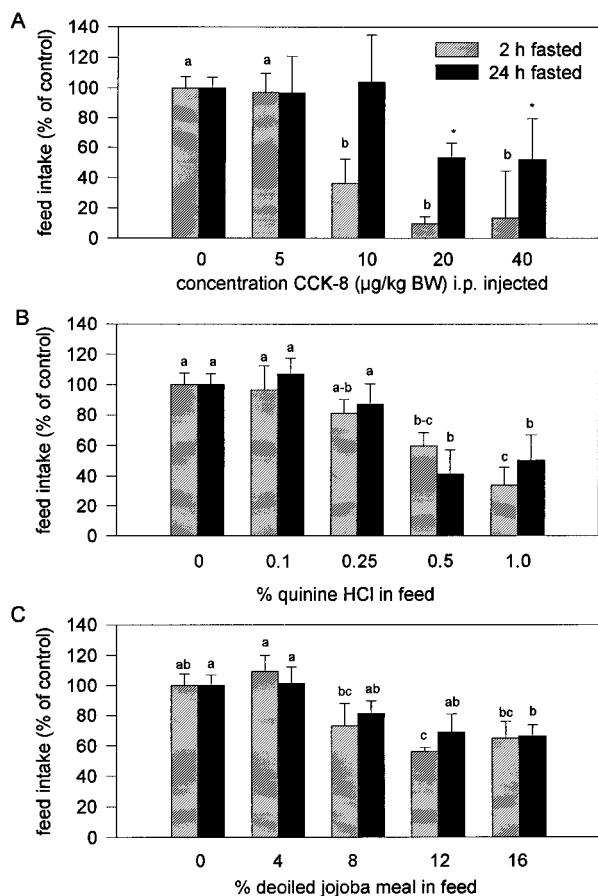 A
feed intake (% of control)
140
120
100
80
60
40
20
0
a
a
b
b
*
b
*
2 h fasted
24 h fasted
0 5 10 20 40
concentration CCK-8 (µg/kg BW) i.p. injected
B
feed intake (% of control)
140
120
100
80
60
40
20
0
a a
a a
a-b a
b-c b
c b
0 0.1 0.25 0.5 1.0
% quinine HCl in feed
C
feed intake (% of control)
140
120
100
80
60
40
20
0
ab a
a a
bc ab
c ab
bc b
0 4 8 12 16
% deoiled jojoba meal in feed